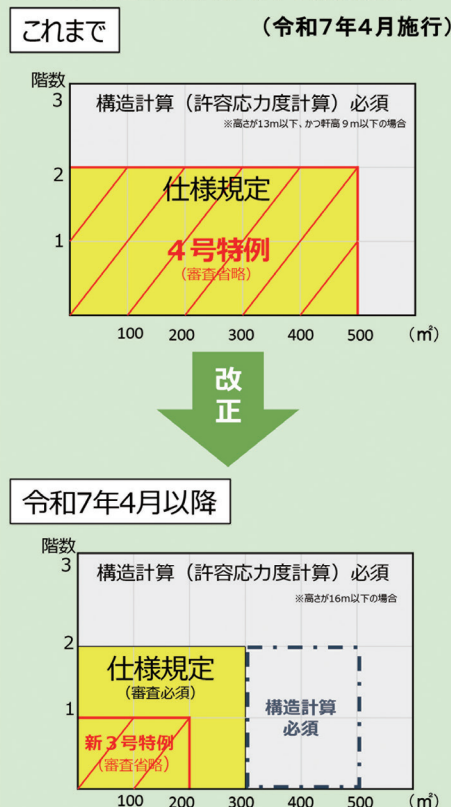 これまで
(令和7年4月施行)
階数
3
構造計算（許容応力度計算）必須
※高さが13m以下、かつ軒高9m以下の場合
2
仕様規定
1
4号特例
(審査省略)
100 200 300 400 500 (㎡)
改
正
令和7年4月以降
階数
3
構造計算（許容応力度計算）必須
※高さが16m以下の場合
2
仕様規定
(審査必須)
1
構造計算
必須
新3号特例
(審査省略)
100 200 300 400 500 (㎡)